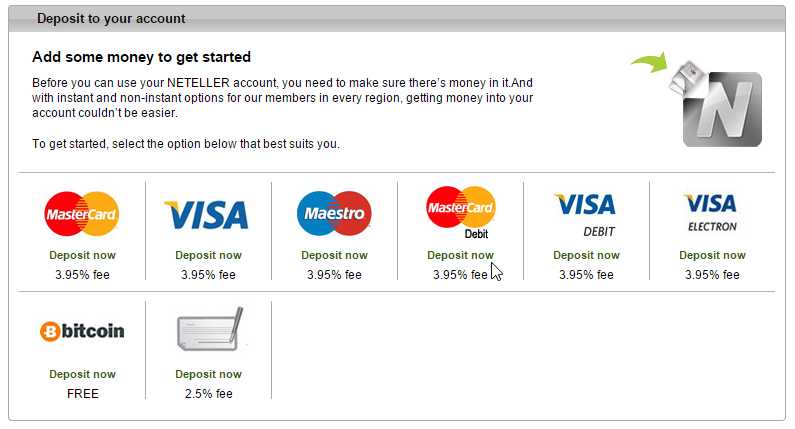 Deposit to your account
Add some money to get started
Before you can use your NETELLER account, you need to make sure there's money in it.And
with instant and non-instant options for our members in every region, getting money into your
account couldn't be easier.
To get started, select the option below that best suits you.
N
MasterCard VISA Maestro MasterCard Debit VISA DEBIT VISA ELECTRON
Deposit now Deposit now Deposit now Deposit now Deposit now Deposit now
3.95% fee 3.95% fee 3.95% fee 3.95% fee 3.95% fee 3.95% fee
bitcoin
Deposit now Deposit now
FREE 2.5% fee